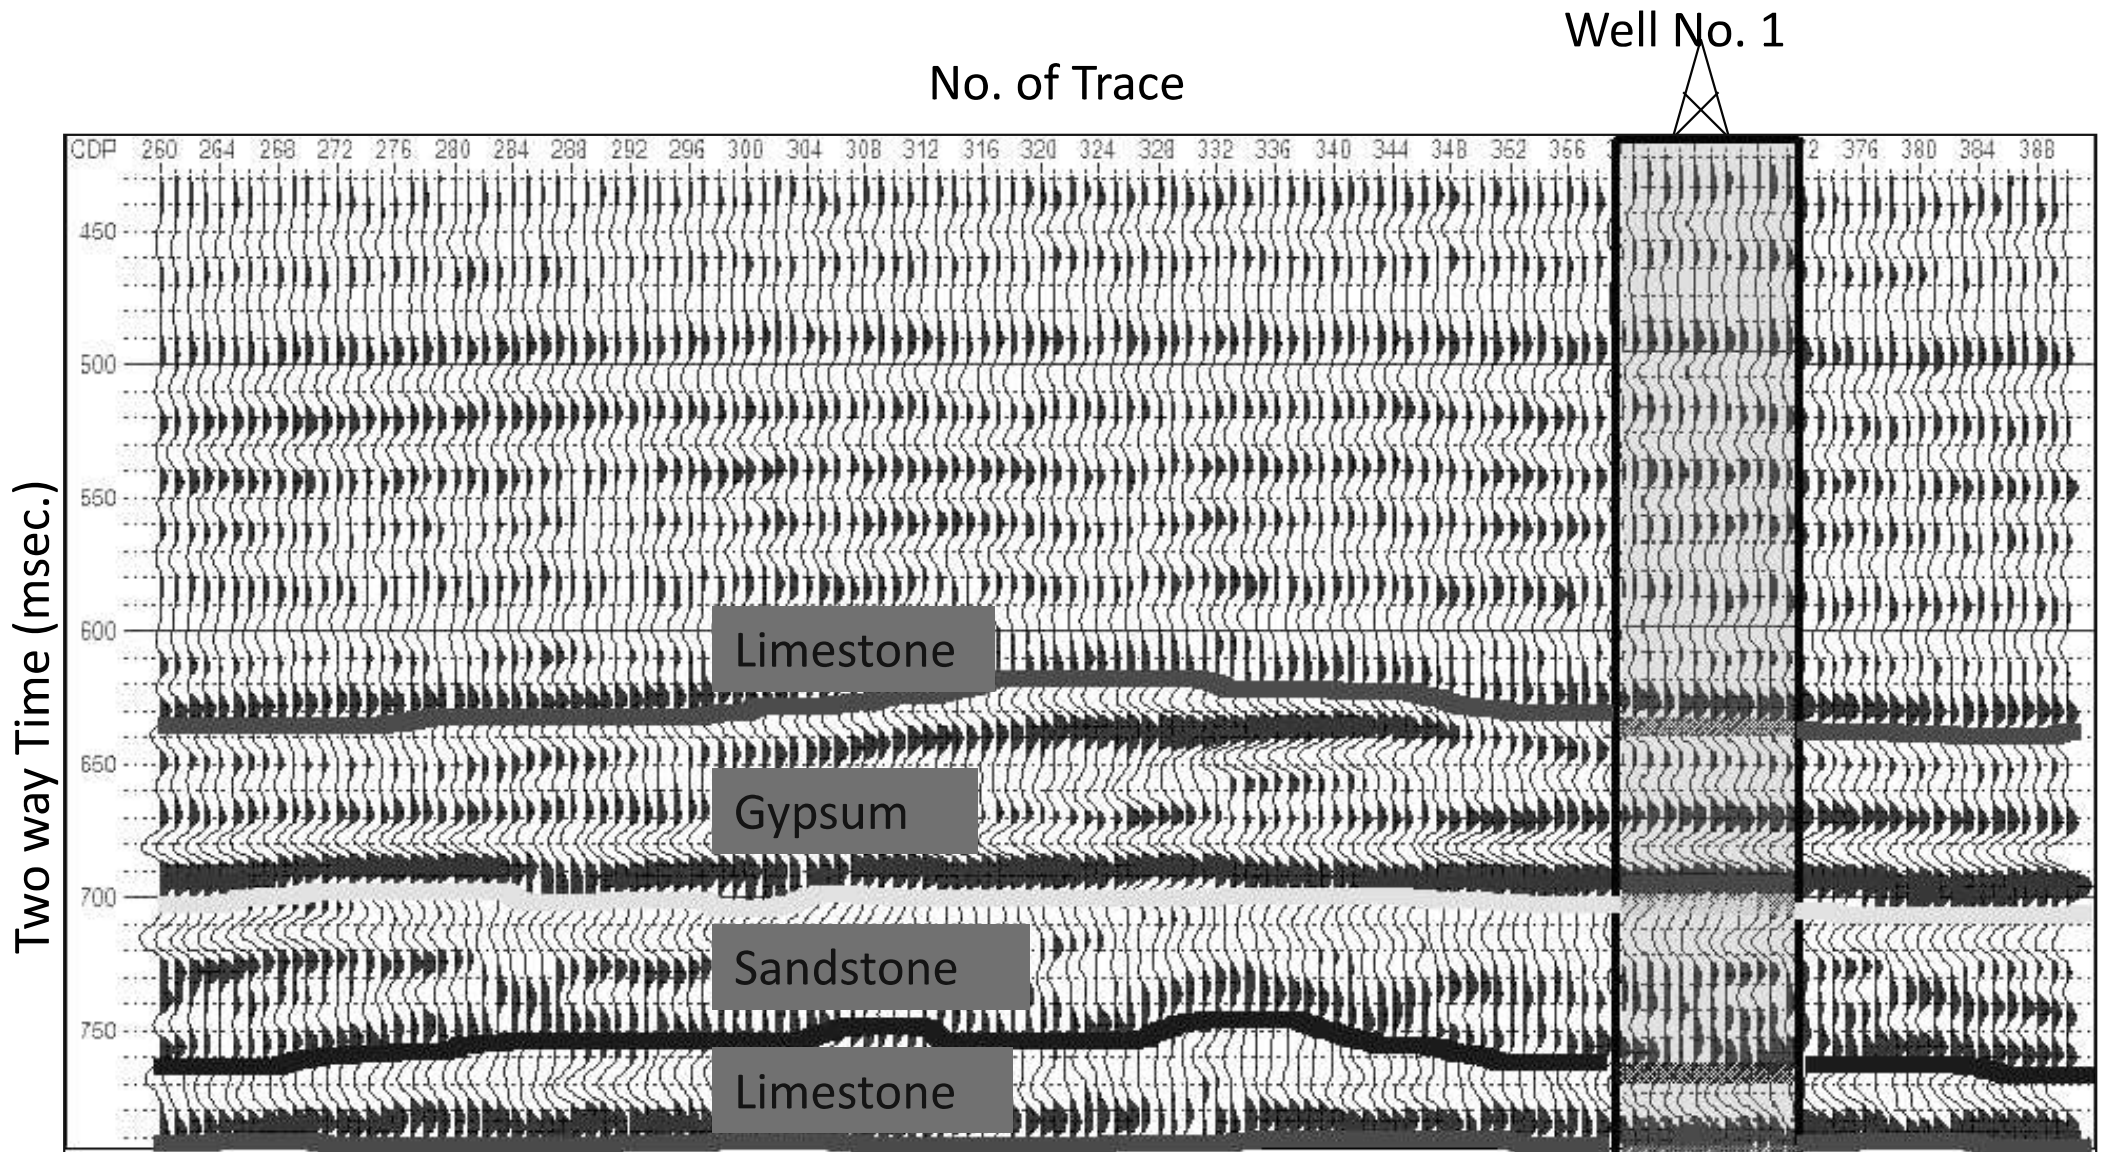 Well No. 1
No. of Trace
CDP 260 264 268 272 276 280 284 288 292 296 300 304 308 312 316 320 324 328 332 336 340 344 348 352 356 2 376 380 384 388
Two way Time (msec.)
450
500
550
600
Limestone
650
Gypsum
700
Sandstone
750
Limestone